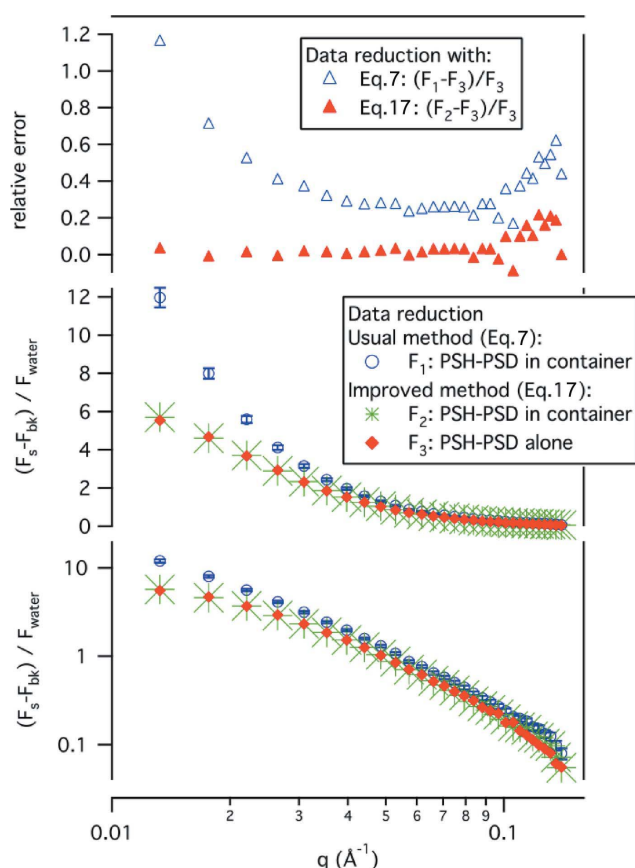 1.2
1.0
0.8
0.6
0.4
0.2
0.0
relative error
Data reduction with:
Eq.7: (F₁-F₃)/F₃
Eq.17: (F₂-F₃)/F₃
12
10
8
6
4
2
0
(Fₛ-F_bk) / F_water
Data reduction
Usual method (Eq.7):
F₁: PSH-PSD in container
Improved method (Eq.17):
F₂: PSH-PSD in container
F₃: PSH-PSD alone
10
1
0.1
(Fₛ-F_bk) / F_water
0.01 2 3 4 5 6 7 8 9 0.1
q (Å⁻¹)